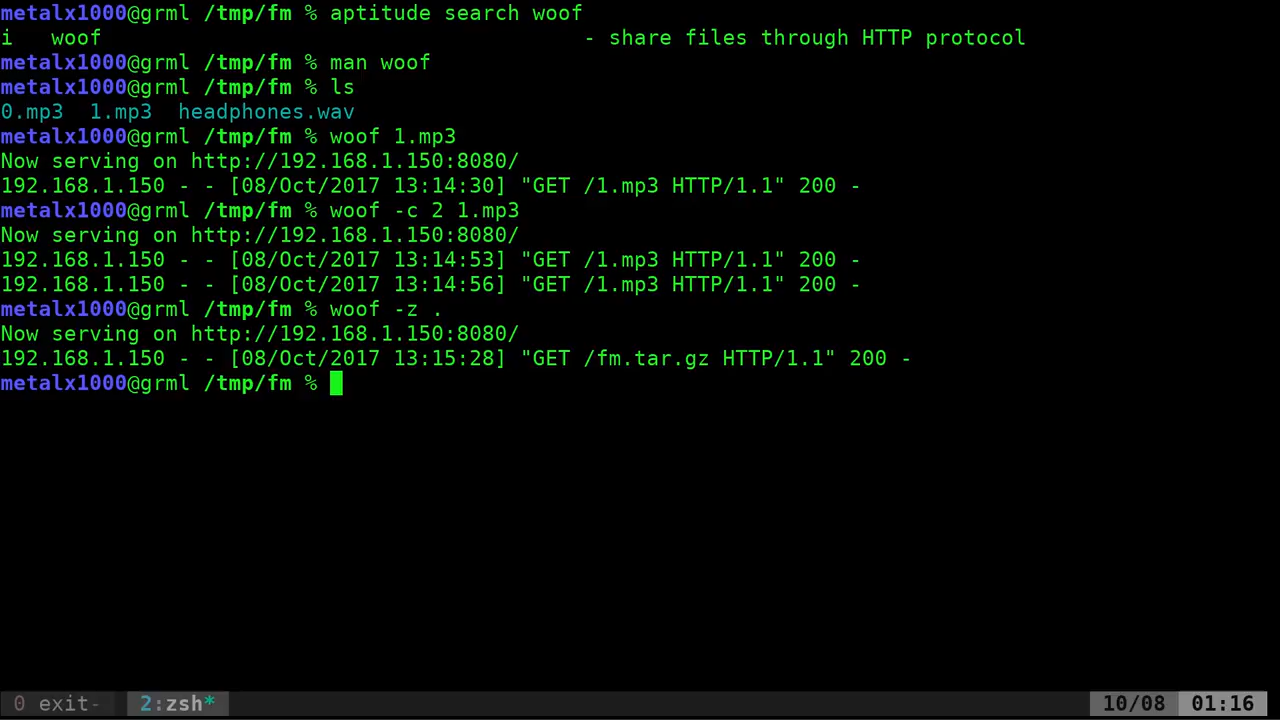 metalx1000@grml /tmp/fm % aptitude search woof
i   woof                                      - share files through HTTP protocol
metalx1000@grml /tmp/fm % man woof
metalx1000@grml /tmp/fm % ls
0.mp3  1.mp3  headphones.wav
metalx1000@grml /tmp/fm % woof 1.mp3
Now serving on http://192.168.1.150:8080/
192.168.1.150 - - [08/Oct/2017 13:14:30] "GET /1.mp3 HTTP/1.1" 200 -
metalx1000@grml /tmp/fm % woof -c 2 1.mp3
Now serving on http://192.168.1.150:8080/
192.168.1.150 - - [08/Oct/2017 13:14:53] "GET /1.mp3 HTTP/1.1" 200 -
192.168.1.150 - - [08/Oct/2017 13:14:56] "GET /1.mp3 HTTP/1.1" 200 -
metalx1000@grml /tmp/fm % woof -z .
Now serving on http://192.168.1.150:8080/
192.168.1.150 - - [08/Oct/2017 13:15:28] "GET /fm.tar.gz HTTP/1.1" 200 -
metalx1000@grml /tmp/fm %
0 exit-  2:zsh*  10/08  01:16